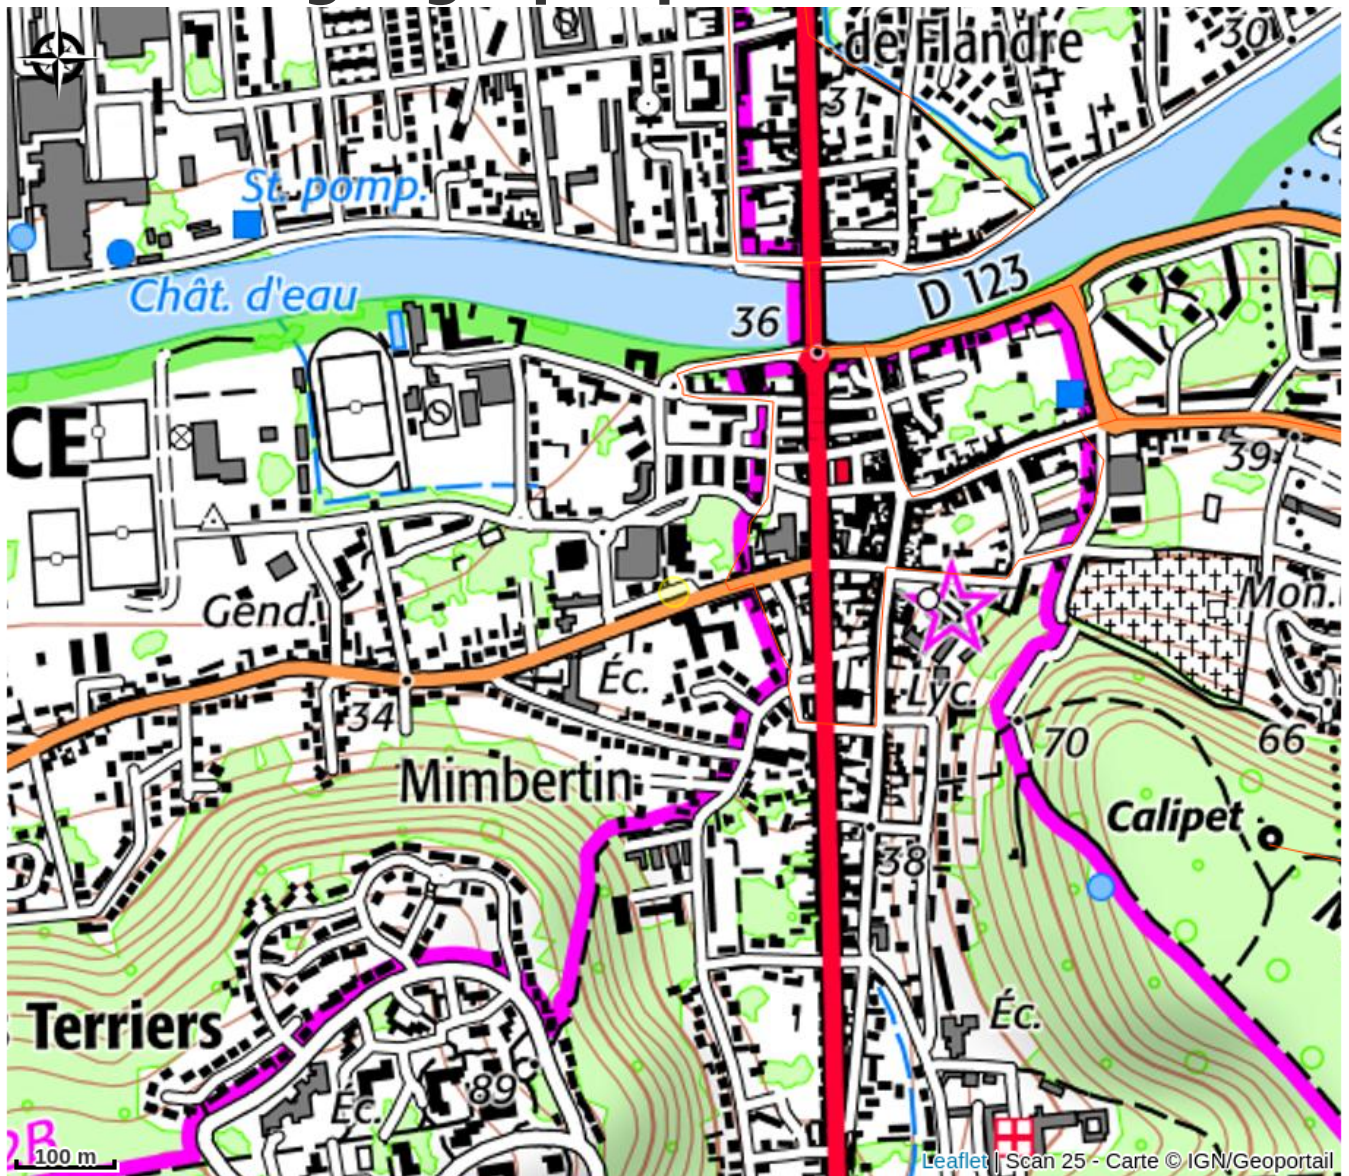 de Flandre
30
31
St. pomp.
Chât. d'eau
D 123
36
CE
39
Gend.
Mon.
Éc.
Lyc.
34
70
66
Mimbertin
Calipet
38
Terriers
Éc.
89
Éc.
100 m
Leaflet | Scan 25 - Carte © IGN/Geoportail